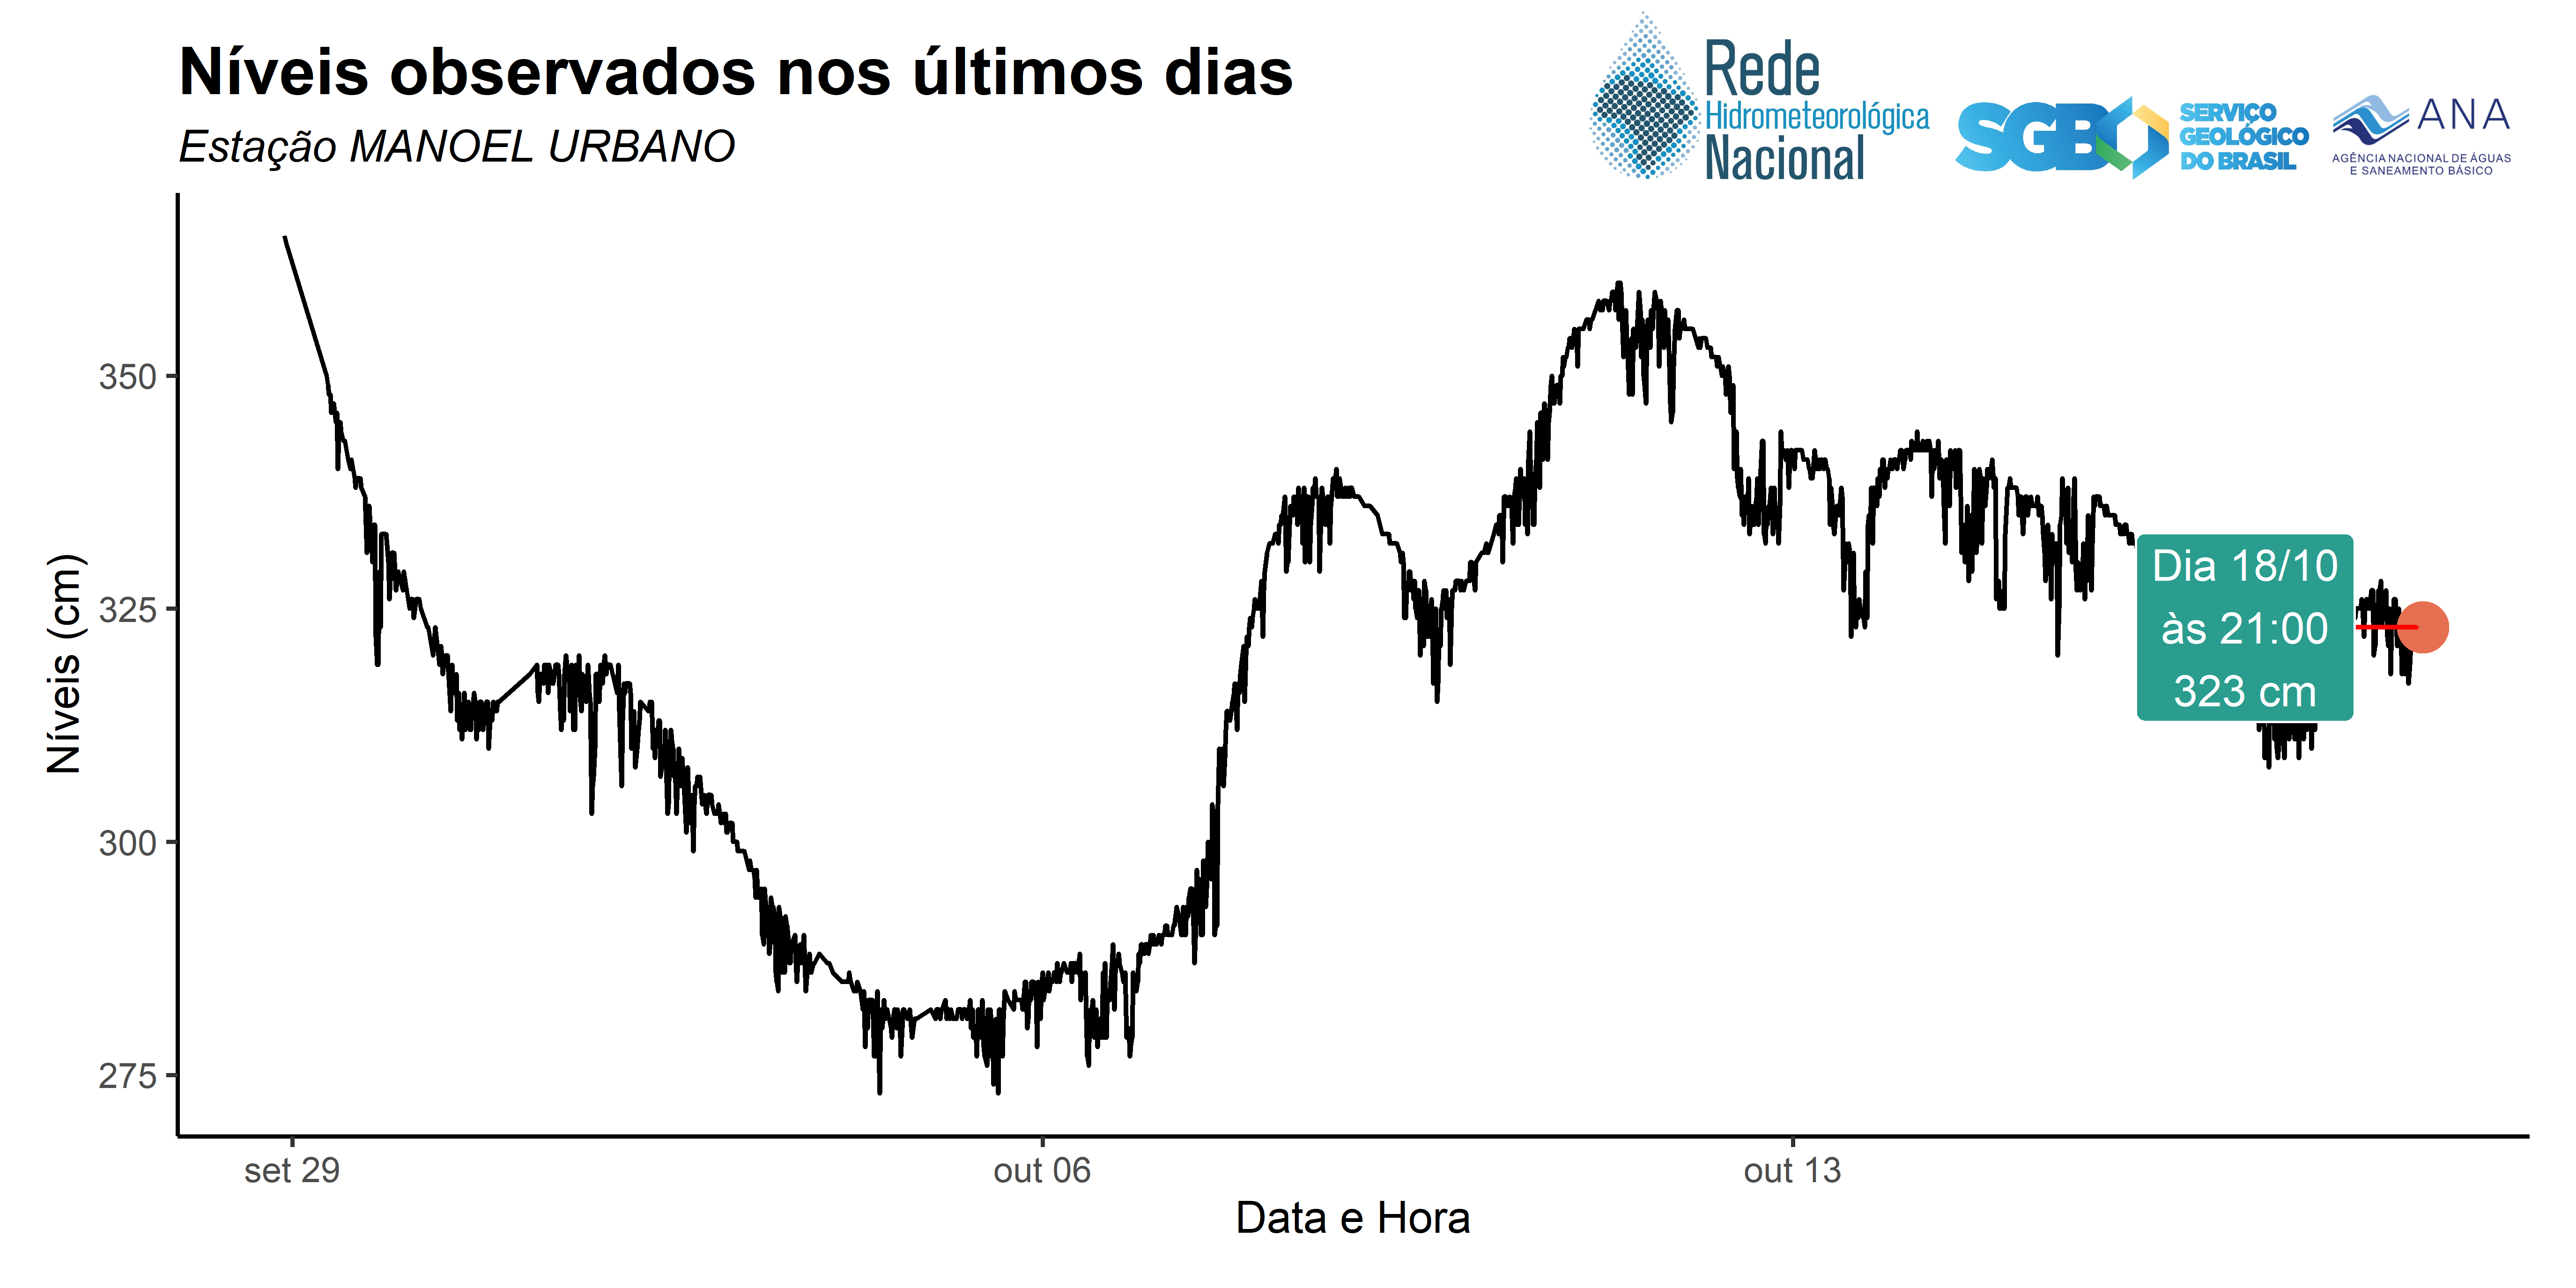 Níveis observados nos últimos dias
Estação MANOEL URBANO
Rede
Hidrometeorológica
Nacional
SGB
SERVIÇO
GEOLÓGICO
DO BRASIL
ANA
AGÊNCIA NACIONAL DE ÁGUAS
E SANEAMENTO BÁSICO
Níveis (cm)
350
325
300
275
Dia 18/10
às 21:00
323 cm
set 29
out 06
out 13
Data e Hora